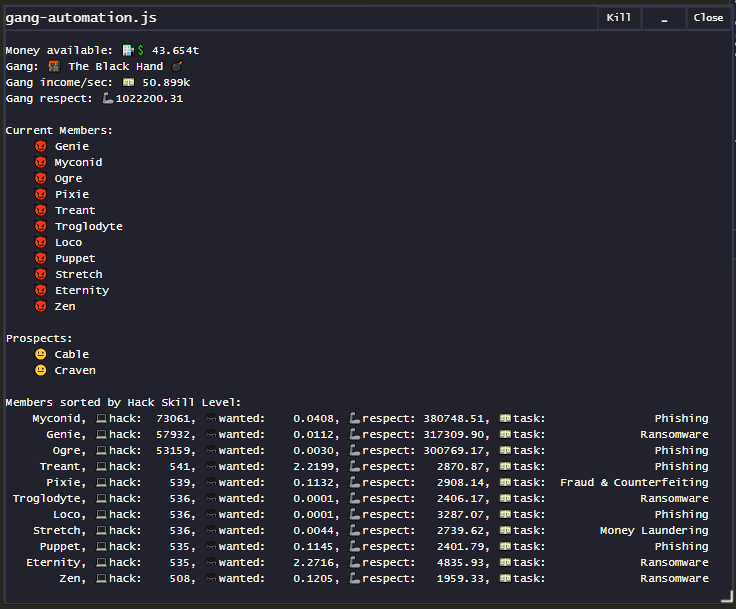 gang-automation.js Kill _ Close
Money available: 💵$ 43.654t
Gang: The Black Hand
Gang income/sec: 50.899k
Gang respect: 1022200.31
Current Members:
Genie
Myconid
Ogre
Pixie
Treant
Troglodyte
Loco
Puppet
Stretch
Eternity
Zen
Prospects:
Cable
Craven
Members sorted by Hack Skill Level:
Myconid, hack: 73061, wanted: 0.0408, respect: 380748.51, task: Phishing
Genie, hack: 57932, wanted: 0.0112, respect: 317309.90, task: Ransomware
Ogre, hack: 53159, wanted: 0.0030, respect: 300769.17, task: Phishing
Treant, hack: 541, wanted: 2.2199, respect: 2870.87, task: Phishing
Pixie, hack: 539, wanted: 0.1132, respect: 2908.14, task: Fraud & Counterfeiting
Troglodyte, hack: 536, wanted: 0.0001, respect: 2406.17, task: Ransomware
Loco, hack: 536, wanted: 0.0001, respect: 3287.07, task: Phishing
Stretch, hack: 536, wanted: 0.0044, respect: 2739.62, task: Money Laundering
Puppet, hack: 535, wanted: 0.1145, respect: 2401.79, task: Phishing
Eternity, hack: 535, wanted: 2.2716, respect: 4835.93, task: Ransomware
Zen, hack: 508, wanted: 0.1205, respect: 1959.33, task: Ransomware